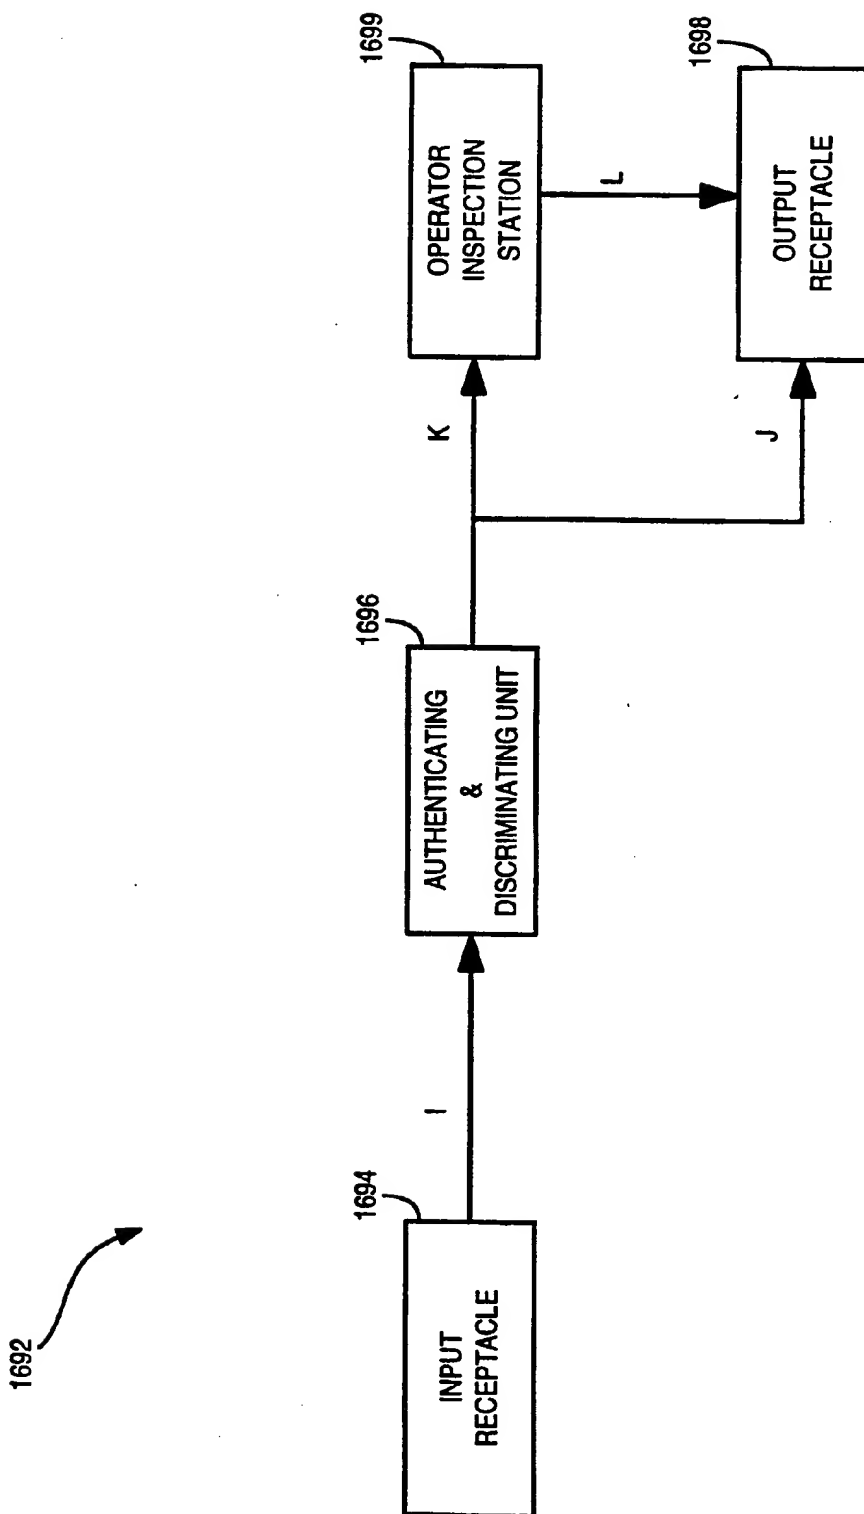 1692
1694
INPUT
RECEPTACLE
I
1696
AUTHENTICATING
&
DISCRIMINATING UNIT
K
J
1699
OPERATOR
INSPECTION
STATION
L
1698
OUTPUT
RECEPTACLE